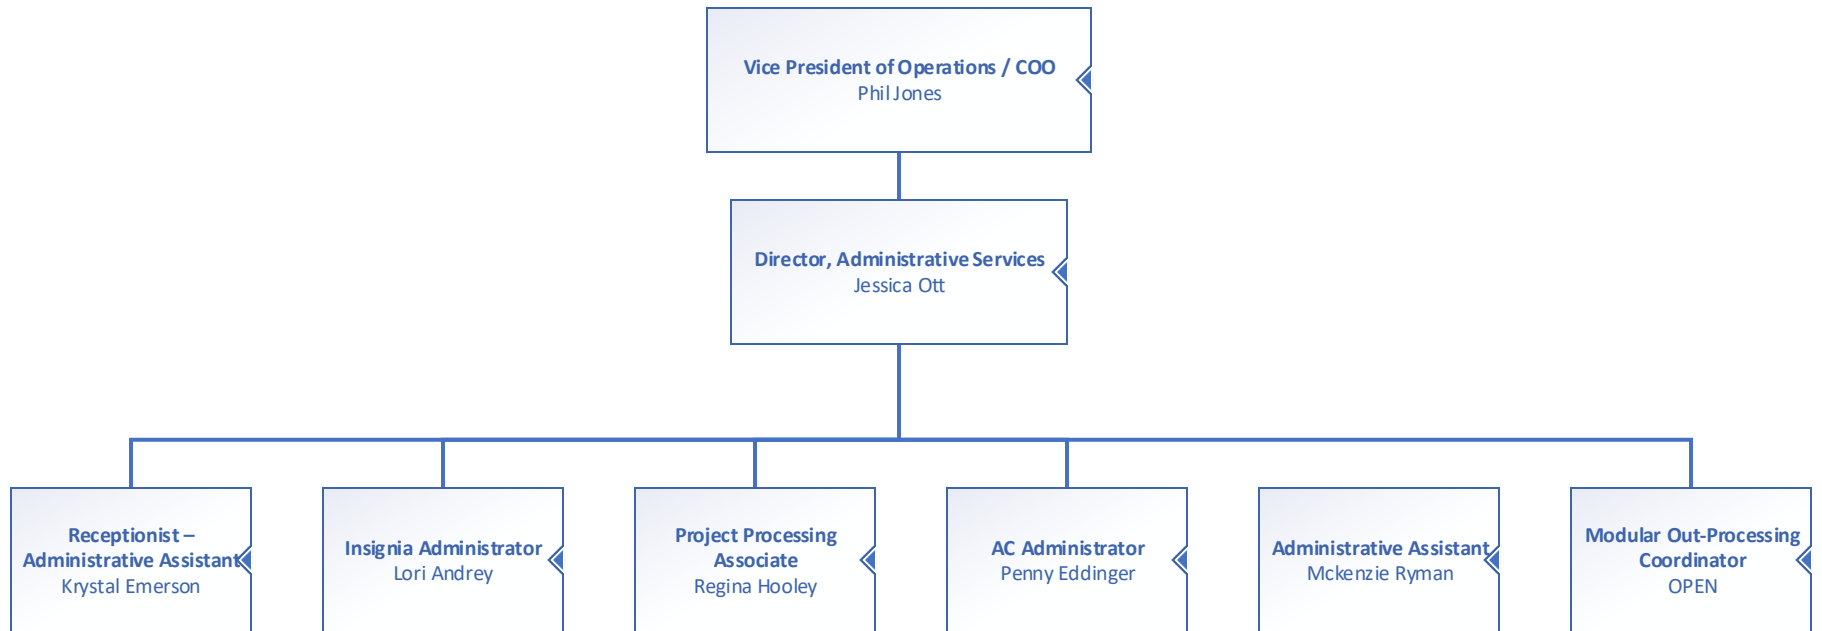 Vice President of Operations / COO
Phil Jones
Director, Administrative Services
Jessica Ott
Receptionist –
Administrative Assistant
Krystal Emerson
Insignia Administrator
Lori Andrey
Project Processing
Associate
Regina Hooley
AC Administrator
Penny Eddinger
Administrative Assistant
Mckenzie Ryman
Modular Out-Processing
Coordinator
OPEN